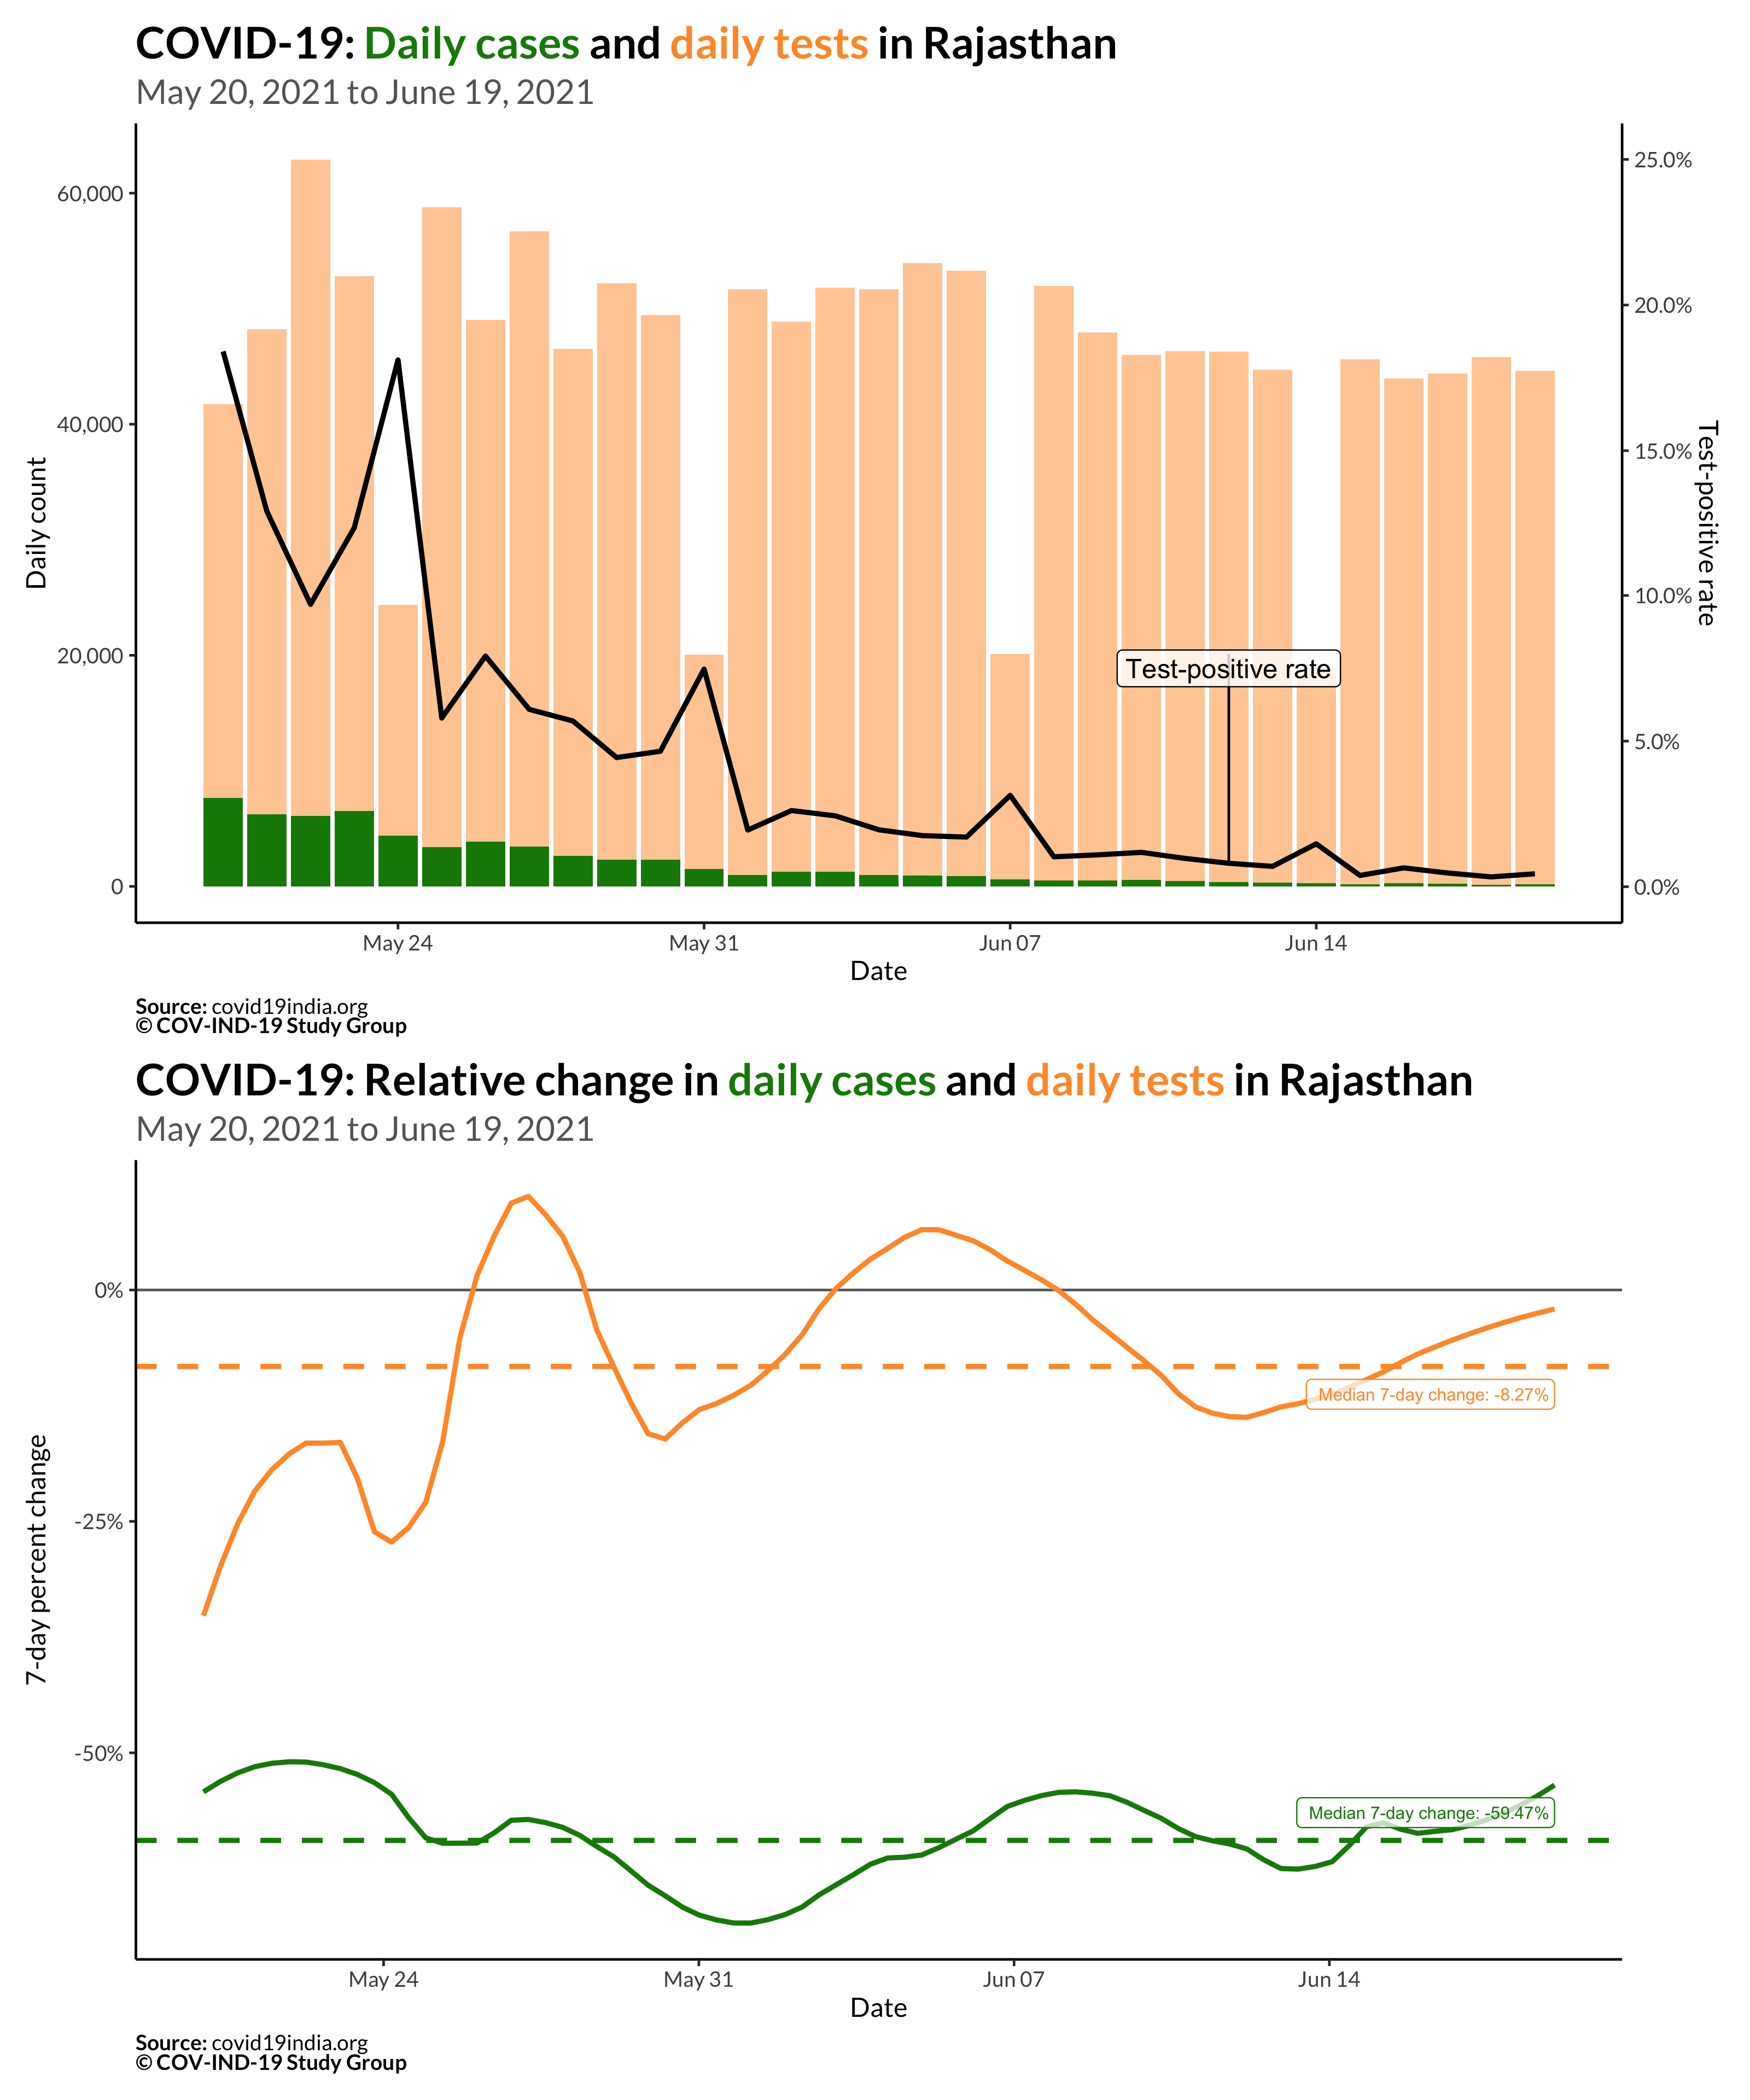 COVID-19: Daily cases and daily tests in Rajasthan
May 20, 2021 to June 19, 2021
60,000
40,000
20,000
0
Daily count
25.0%
20.0%
15.0%
10.0%
5.0%
0.0%
Test-positive rate
Test-positive rate
May 24
May 31
Jun 07
Jun 14
Date
Source: covid19india.org
© COV-IND-19 Study Group
COVID-19: Relative change in daily cases and daily tests in Rajasthan
May 20, 2021 to June 19, 2021
0%
-25%
-50%
7-day percent change
Median 7-day change: -8.27%
Median 7-day change: -59.47%
May 24
May 31
Jun 07
Jun 14
Date
Source: covid19india.org
© COV-IND-19 Study Group